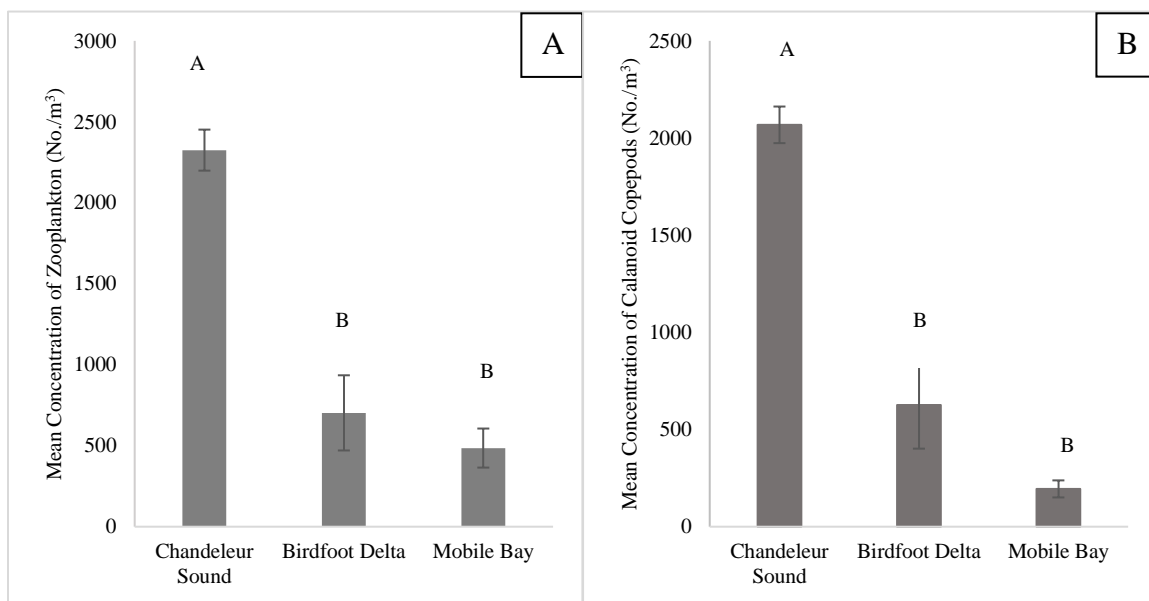 A
Mean Concentration of Zooplankton (No./m³)
3000
2500
2000
1500
1000
500
0
A
B
B
Chandeleur
Sound
Birdfoot Delta
Mobile Bay
B
Mean Concentration of Calanoid Copepods (No./m³)
2500
2000
1500
1000
500
0
A
B
B
Chandeleur
Sound
Birdfoot Delta
Mobile Bay